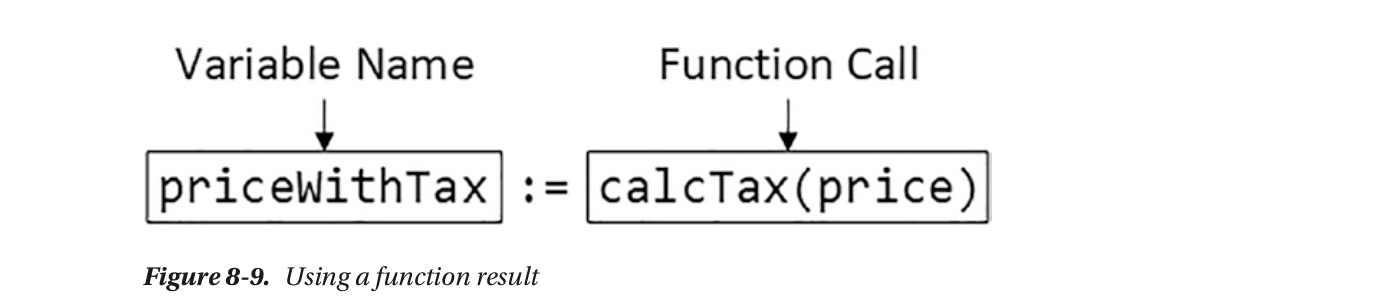 Variable Name Function Call
priceWithTax := calcTax(price)
Figure 8-9. Using a function result